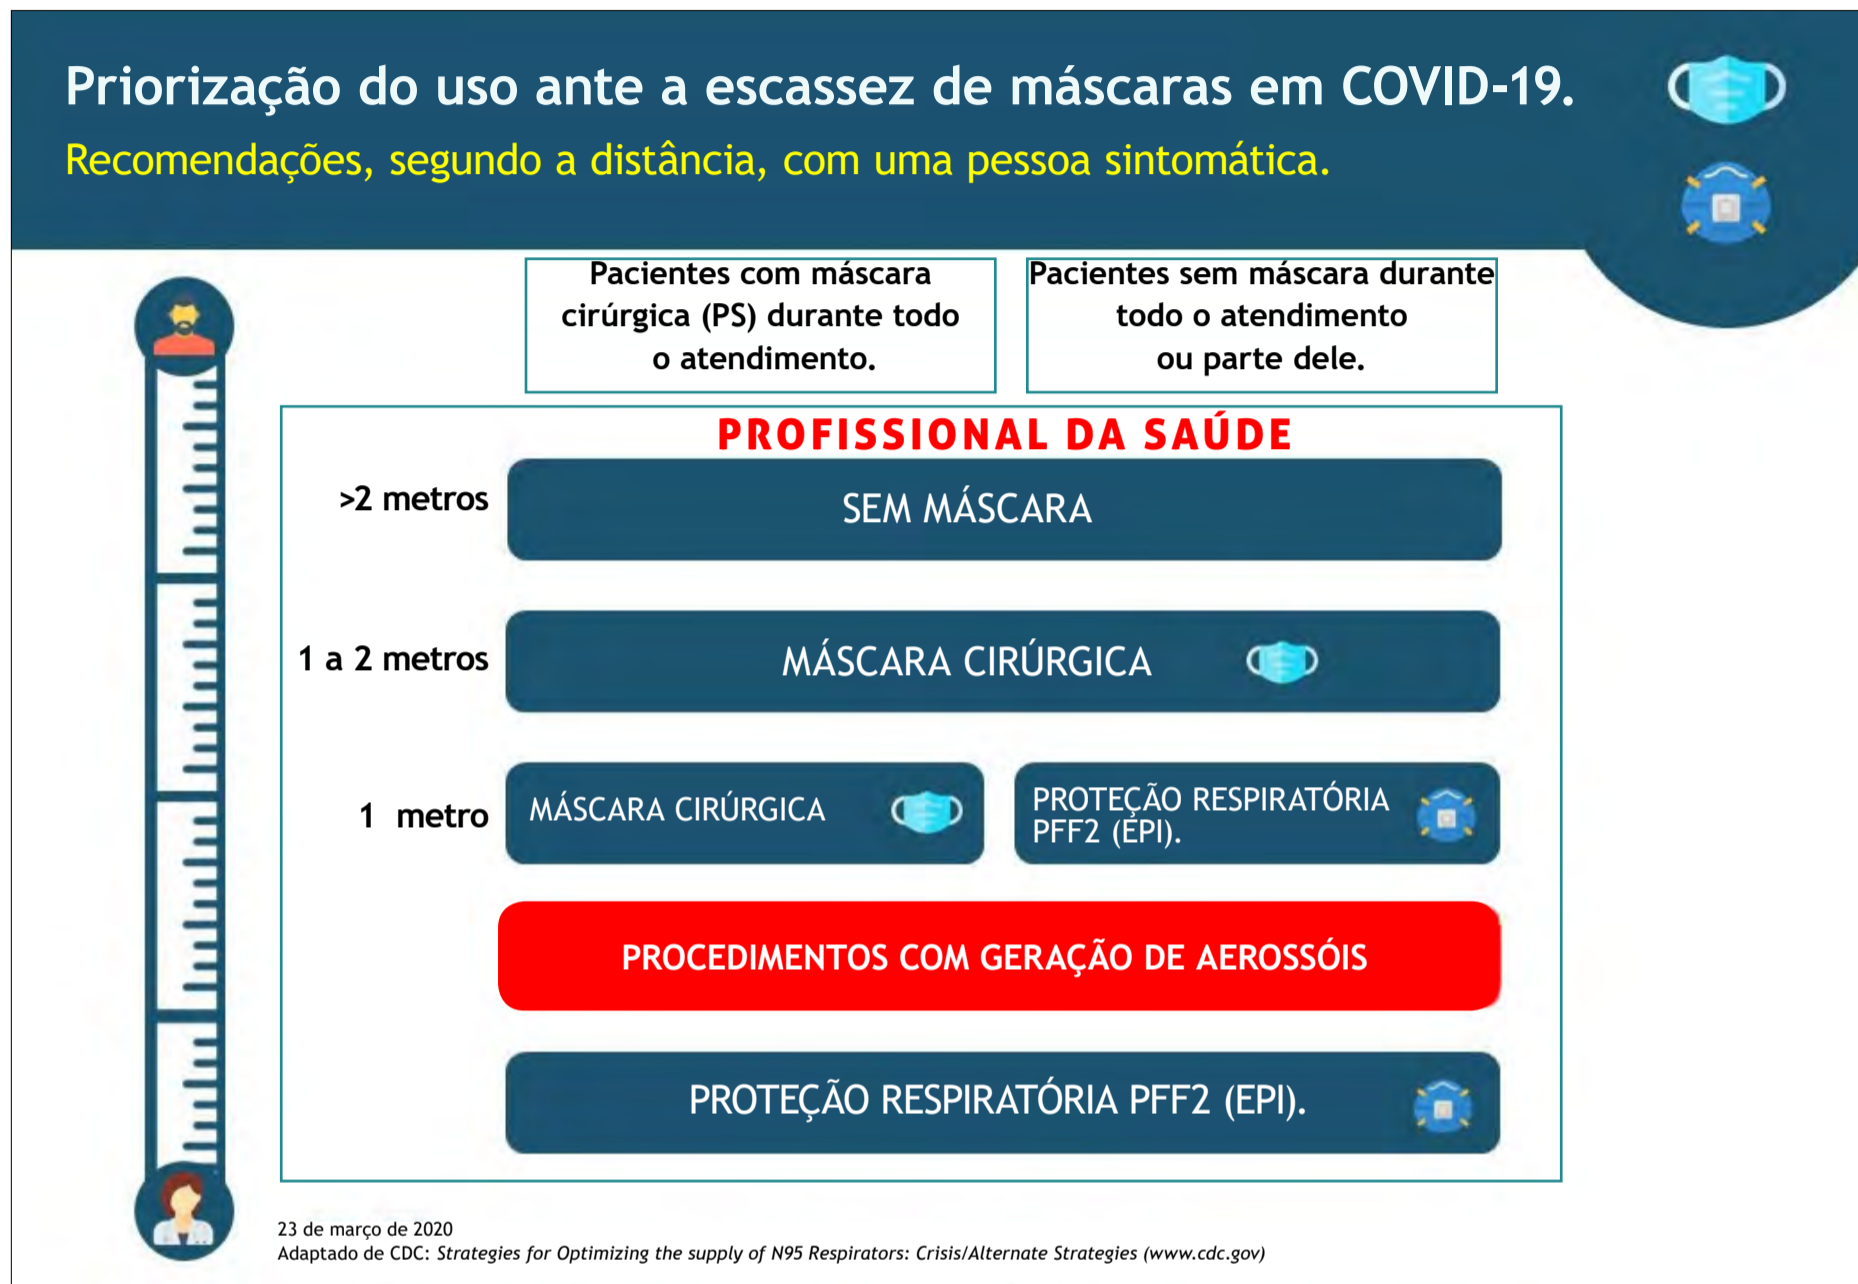 Priorização do uso ante a escassez de máscaras em COVID-19.
Recomendações, segundo a distância, com uma pessoa sintomática.
Pacientes com máscara
cirúrgica (PS) durante todo
o atendimento.
Pacientes sem máscara durante
todo o atendimento
ou parte dele.
PROFISSIONAL DA SAÚDE
>2 metros
SEM MÁSCARA
1 a 2 metros
MÁSCARA CIRÚRGICA
1 metro
MÁSCARA CIRÚRGICA
PROTEÇÃO RESPIRATÓRIA
PFF2 (EPI).
PROCEDIMENTOS COM GERAÇÃO DE AEROSSÓIS
PROTEÇÃO RESPIRATÓRIA PFF2 (EPI).
23 de março de 2020
Adaptado de CDC: Strategies for Optimizing the supply of N95 Respirators: Crisis/Alternate Strategies (www.cdc.gov)